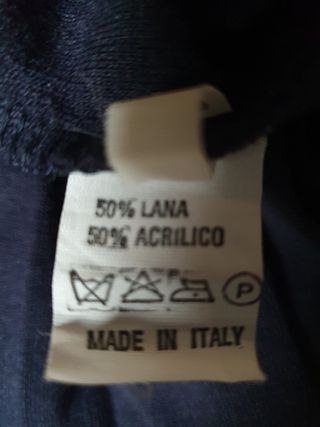 50% LANA
50% ACRILICO
P
MADE IN ITALY